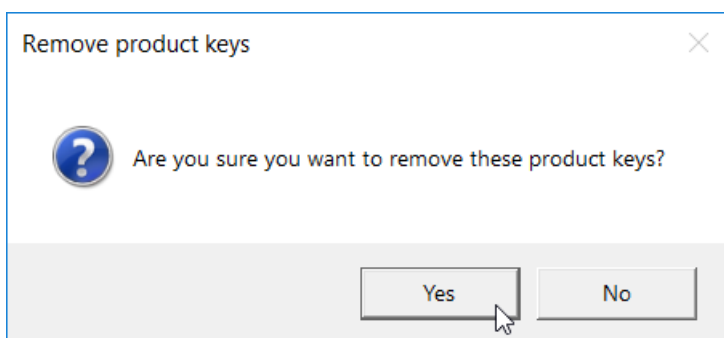 Remove product keys
Are you sure you want to remove these product keys?
Yes
No